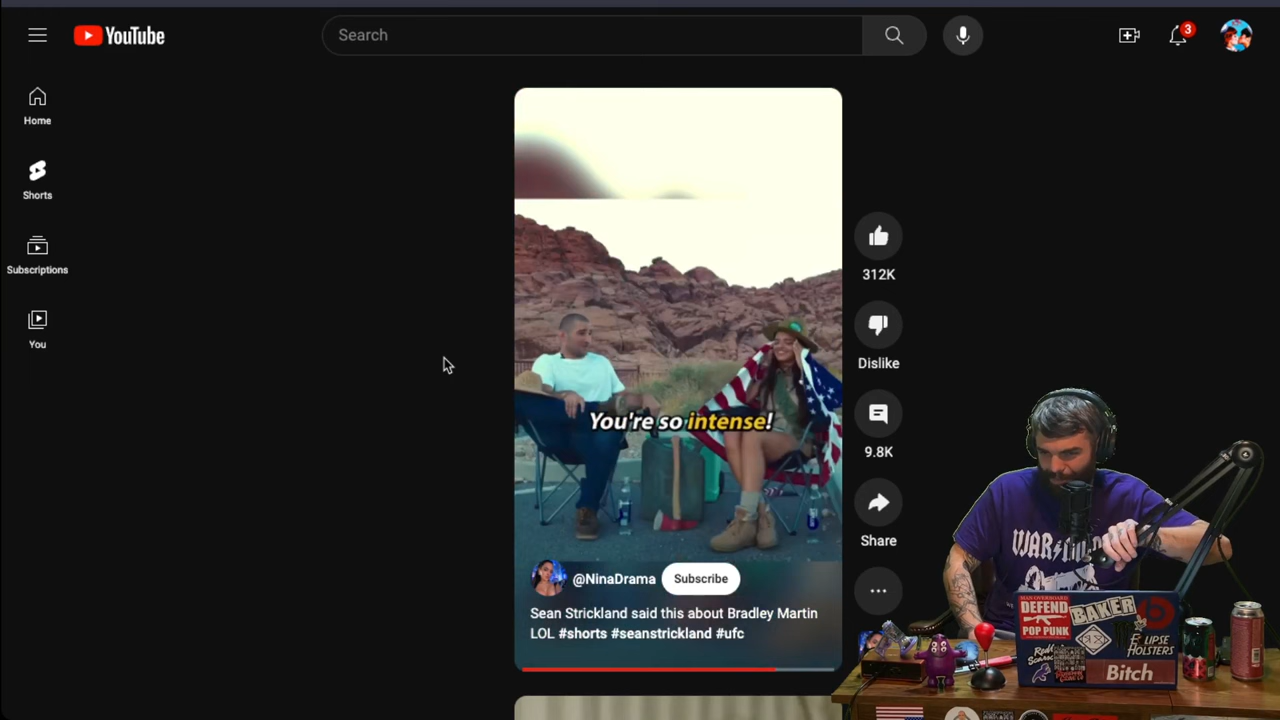 YouTube
Search
3
Home
Shorts
Subscriptions
You
312K
Dislike
9.8K
Share
You're so intense!
@NinaDrama
Subscribe
Sean Strickland said this about Bradley Martin
LOL #shorts #seanstrickland #ufc
DEFEND
POP PUNK
BAKER
HOLSTERS
Bitch